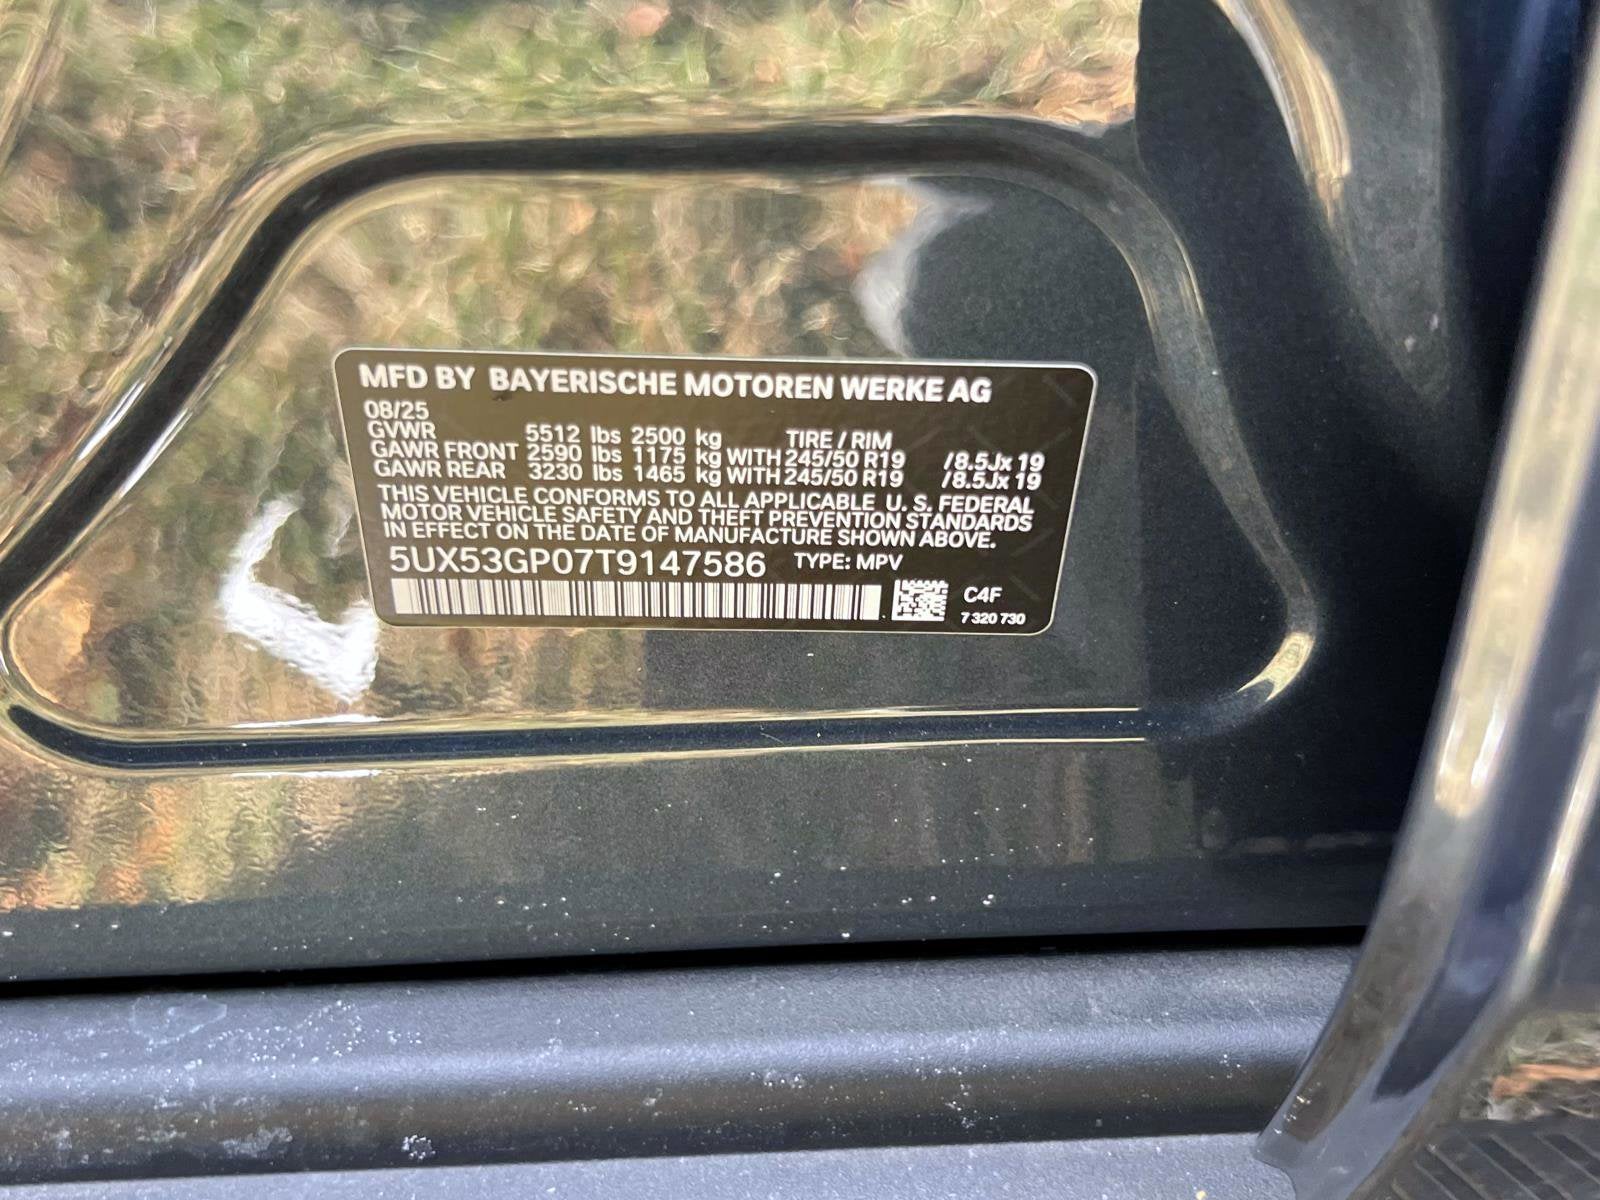 MFD BY BAYERISCHE MOTOREN WERKE AG
08/25
GVWR 5512 lbs 2500 kg TIRE / RIM
GAWR FRONT 2590 lbs 1175 kg WITH 245/50 R19 /8.5Jx 19
GAWR REAR 3230 lbs 1465 kg WITH 245/50 R19 /8.5Jx 19
THIS VEHICLE CONFORMS TO ALL APPLICABLE U. S. FEDERAL
MOTOR VEHICLE SAFETY AND THEFT PREVENTION STANDARDS
IN EFFECT ON THE DATE OF MANUFACTURE SHOWN ABOVE.
5UX53GP07T9147586 TYPE: MPV
C4F
7 320 730